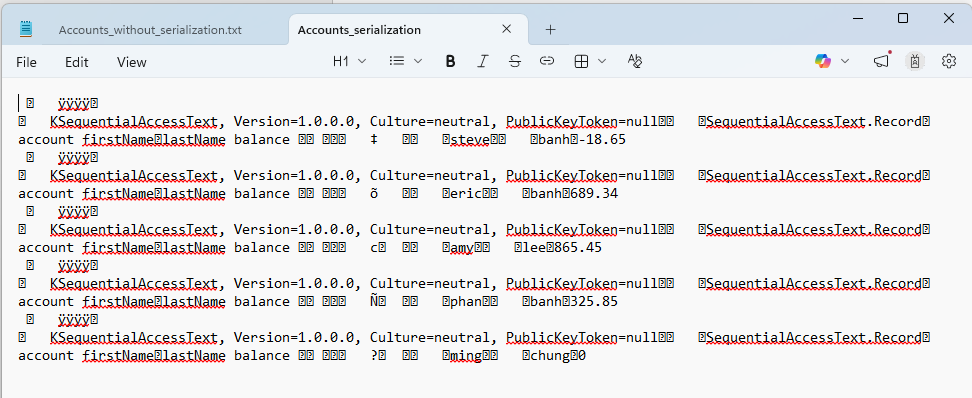 Accounts_without_serialization.txt
Accounts_serialization
File Edit View H1 B I S
ÿÿÿÿ
KSequentialAccessText, Version=1.0.0.0, Culture=neutral, PublicKeyToken=null SequentialAccessText.Record
account firstName lastName balance ‡ steve banh -18.65
ÿÿÿÿ
KSequentialAccessText, Version=1.0.0.0, Culture=neutral, PublicKeyToken=null SequentialAccessText.Record
account firstName lastName balance õ eric banh 689.34
ÿÿÿÿ
KSequentialAccessText, Version=1.0.0.0, Culture=neutral, PublicKeyToken=null SequentialAccessText.Record
account firstName lastName balance c amy lee 865.45
ÿÿÿÿ
KSequentialAccessText, Version=1.0.0.0, Culture=neutral, PublicKeyToken=null SequentialAccessText.Record
account firstName lastName balance Ñ phan banh 325.85
ÿÿÿÿ
KSequentialAccessText, Version=1.0.0.0, Culture=neutral, PublicKeyToken=null SequentialAccessText.Record
account firstName lastName balance ? ming chung 0